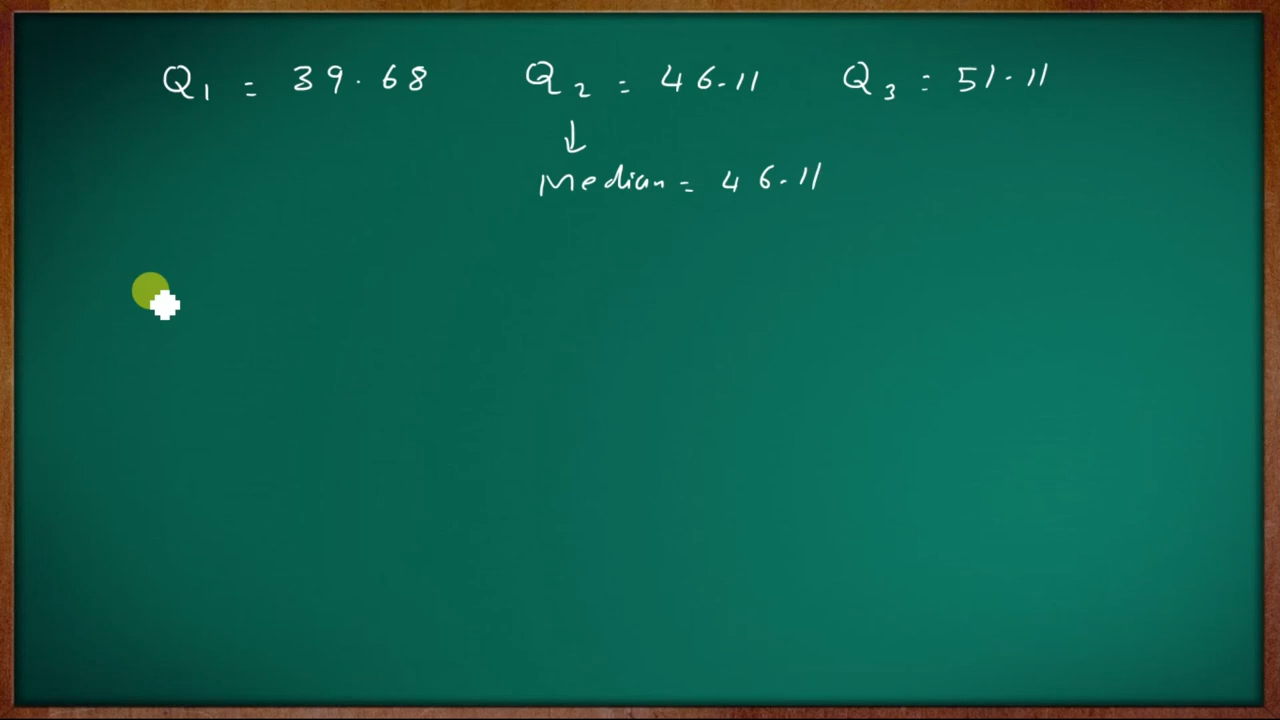 Q1 = 39.68 Q2 = 46.11 Q3 = 51.11
↓
Median = 46.11